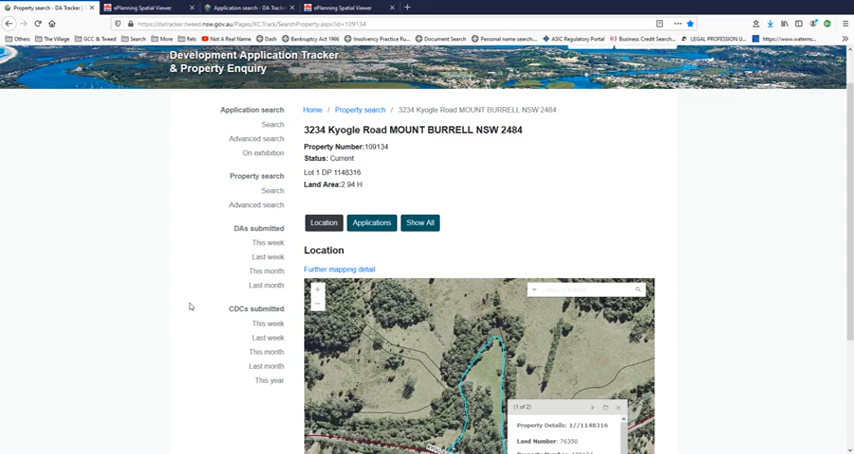 Property search - DA Tracker |
ePlanning Spatial Viewer
Application search - DA Tracker
ePlanning Spatial Viewer
https://datracker.tweed.nsw.gov.au/Pages/XC.Track/SearchProperty.aspx?id=109134
Others
The Village
GCC & Tweed
Search
More
Rels
Not A Real Name
Dash
Bankruptcy Act 1966
Insolvency Practice Ru...
Document Search
Personal name search...
ASIC Regulatory Portal
Business Credit Search...
LEGAL PROFESSION U...
https://www.waterns...
Development Application Tracker
& Property Enquiry
Application search
Search
Advanced search
On exhibition
Property search
Search
Advanced search
DAs submitted
This week
Last week
This month
Last month
CDCs submitted
This week
Last week
This month
Last month
This year
Home / Property search / 3234 Kyogle Road MOUNT BURRELL NSW 2484
3234 Kyogle Road MOUNT BURRELL NSW 2484
Property Number:109134
Status: Current
Lot 1 DP 1148316
Land Area:2.94 H
Location
Applications
Show All
Location
Further mapping detail
(1 of 2)
Property Details: 1//1148316
Land Number: 76350